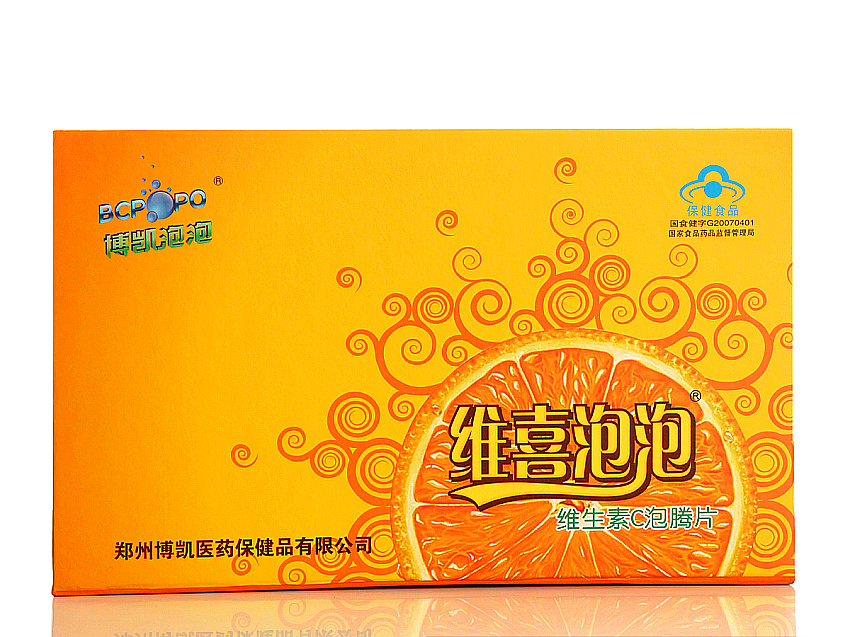 BCPOPO®
博凯泡泡
保健食品
国食健字G20070401
国家食品药品监督管理局
维喜泡泡®
维生素C泡腾片
郑州博凯医药保健品有限公司